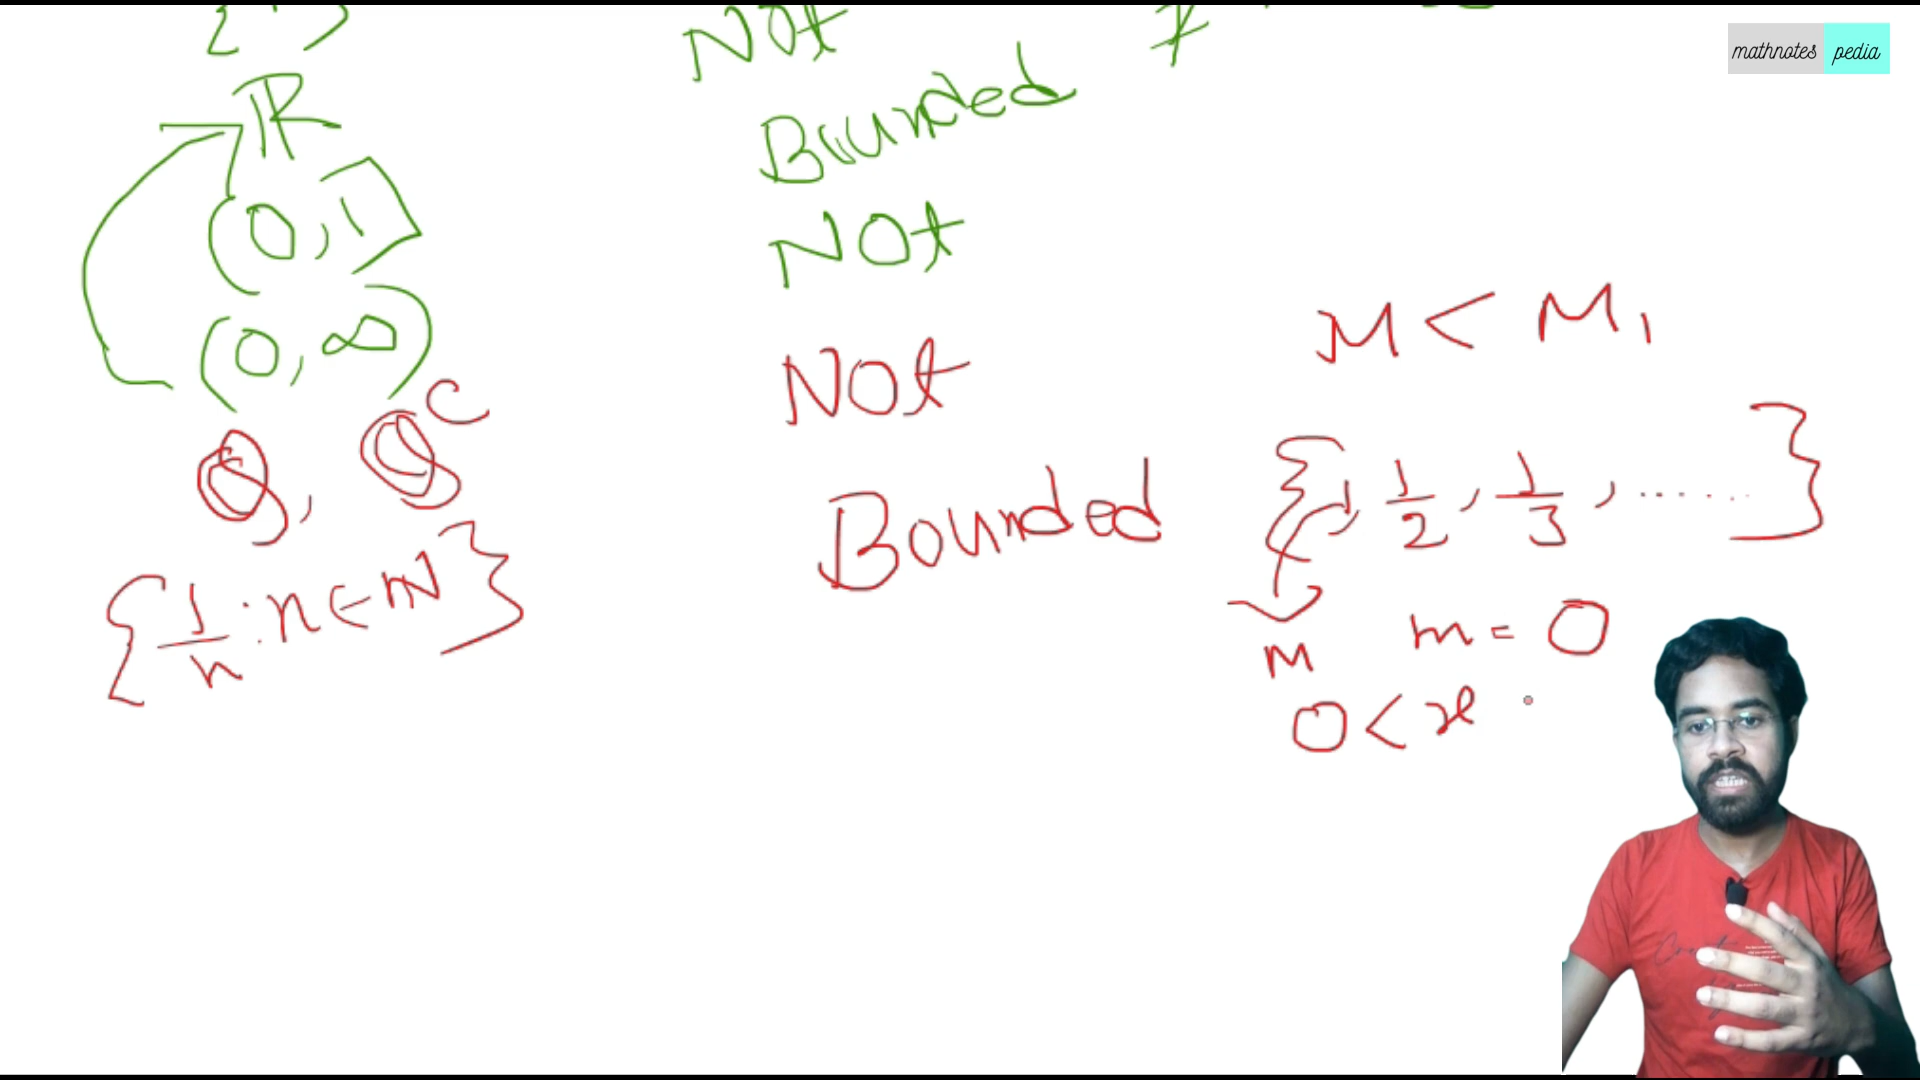 mathnotes pedia
Not
ℝ
Bounded
(0,1]
Not
(0,∞)
M < M₁
Not
Q, Qᶜ
{1, 1/2, 1/3, ......}
Bounded
{1/n : n ∈ ℕ}
M m = 0
0 < x